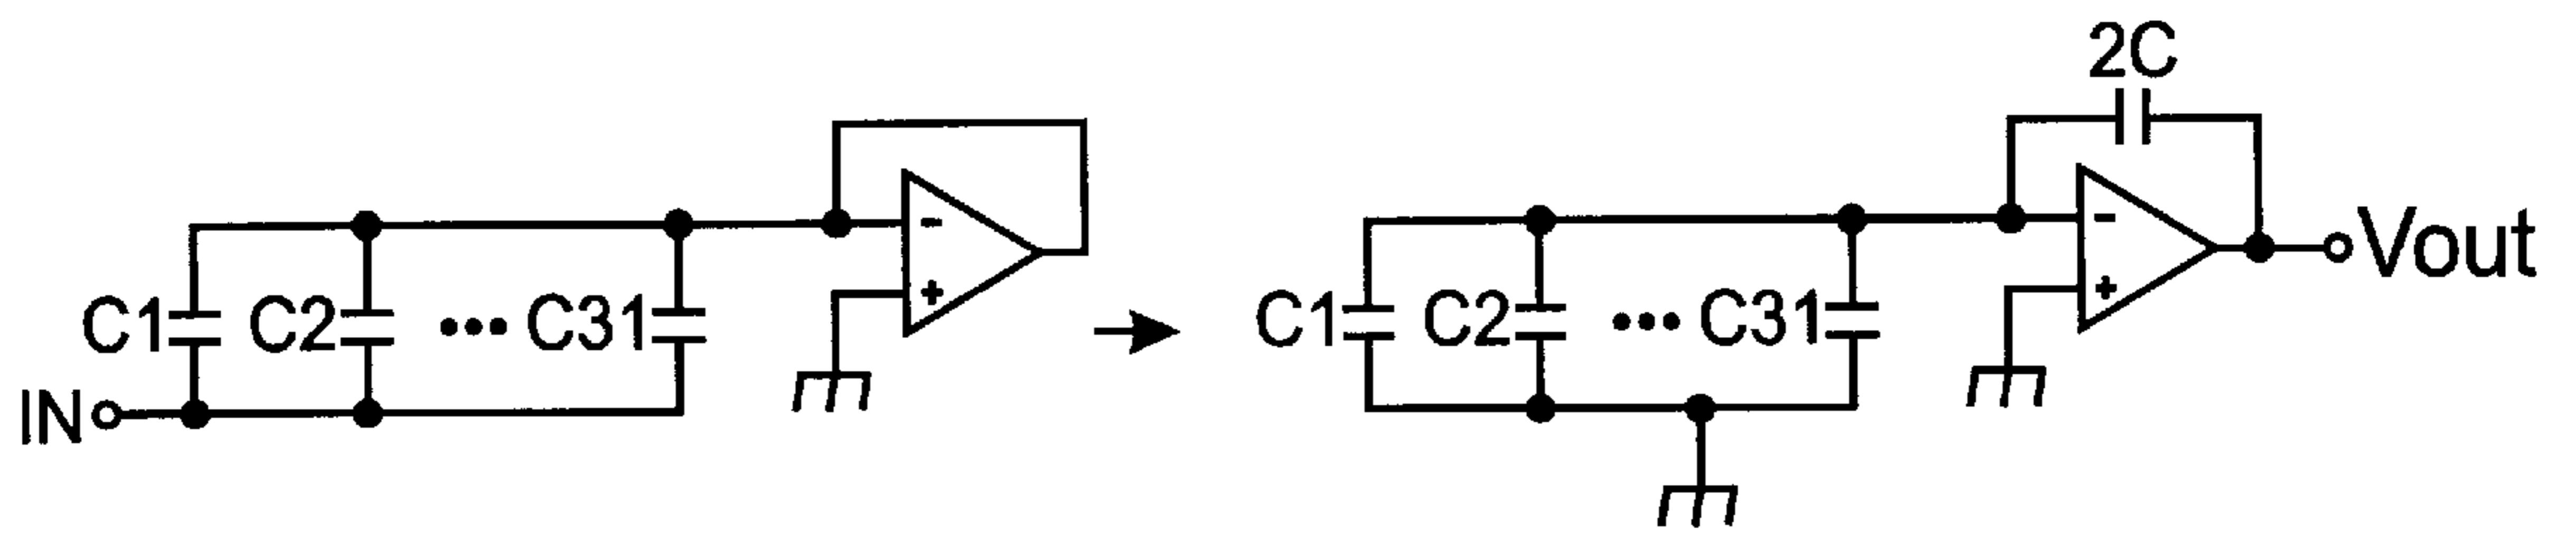 2C
Vout
C1 C2 ••• C31
- +
IN
C1 C2 ••• C31
- +